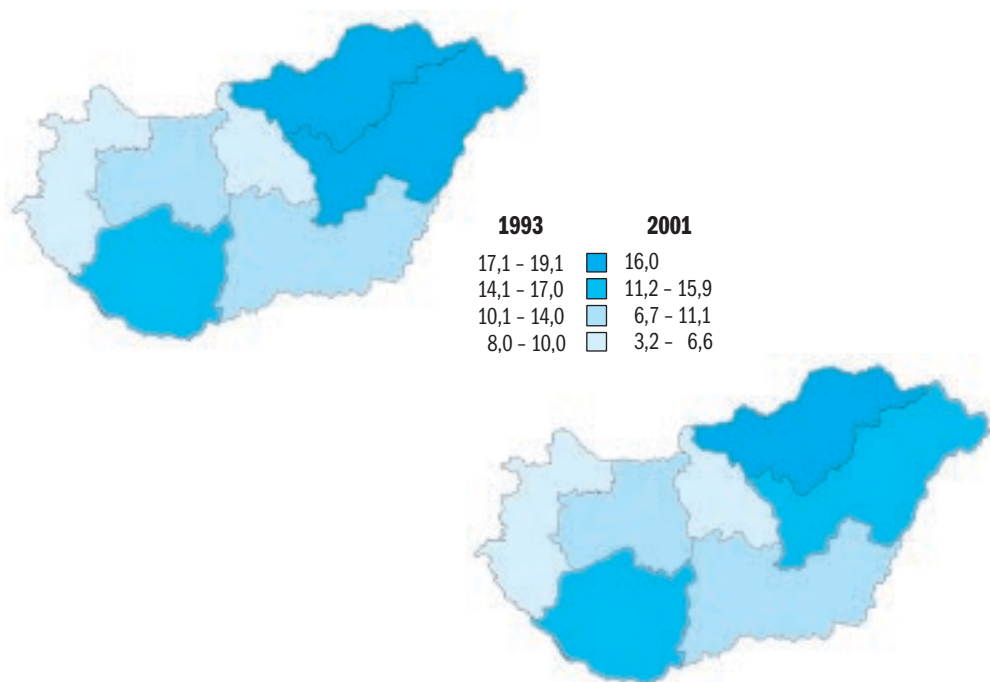 1993 2001
17,1 – 19,1 16,0
14,1 – 17,0 11,2 – 15,9
10,1 – 14,0 6,7 – 11,1
8,0 – 10,0 3,2 – 6,6